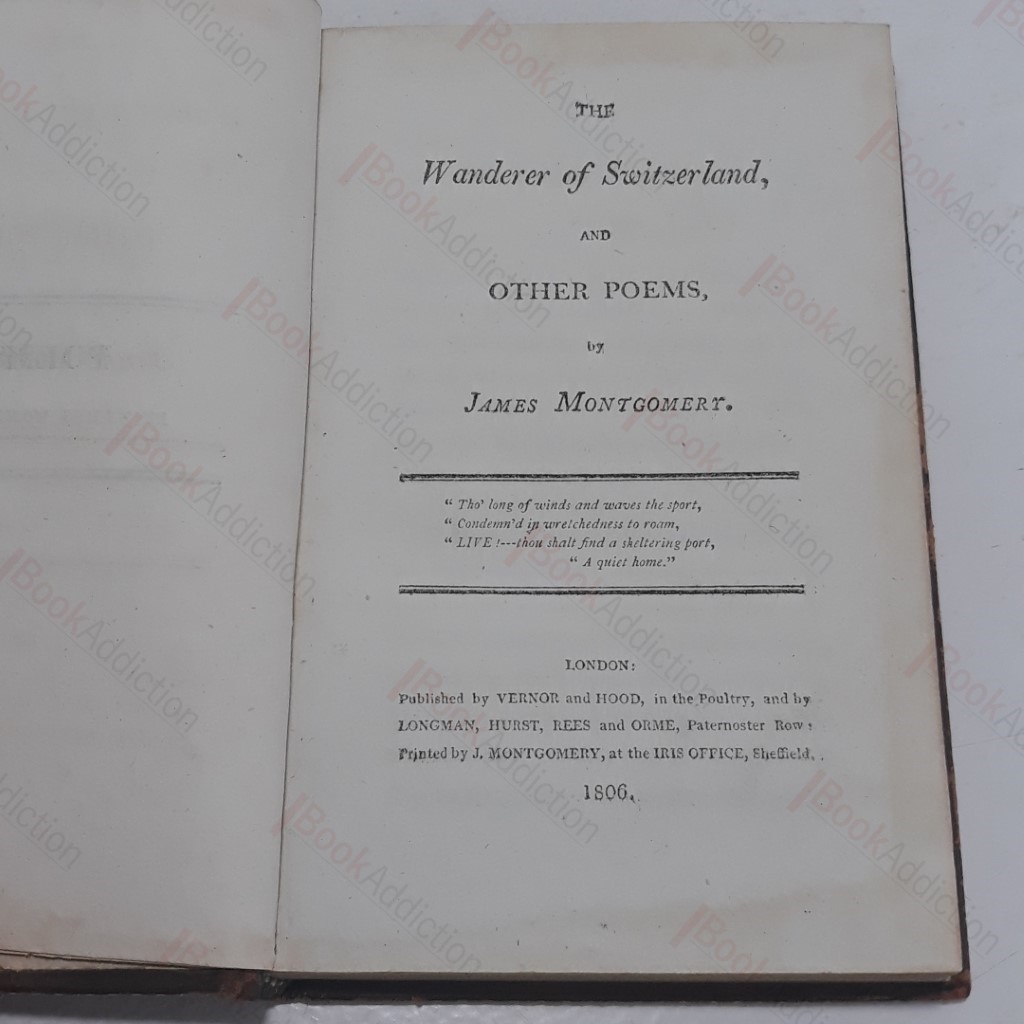 THE
Wanderer of Switzerland,
AND
OTHER POEMS,
by
JAMES MONTGOMERY.
“ Tho' long of winds and waves the sport,
“ Condemn'd in wretchedness to roam,
“ LIVE !---thou shalt find a sheltering port,
“ A quiet home.”
LONDON:
Published by VERNOR and HOOD, in the Poultry, and by
LONGMAN, HURST, REES and ORME, Paternoster Row:
Printed by J. MONTGOMERY, at the IRIS OFFICE, Sheffield.
1806.
BookAddiction